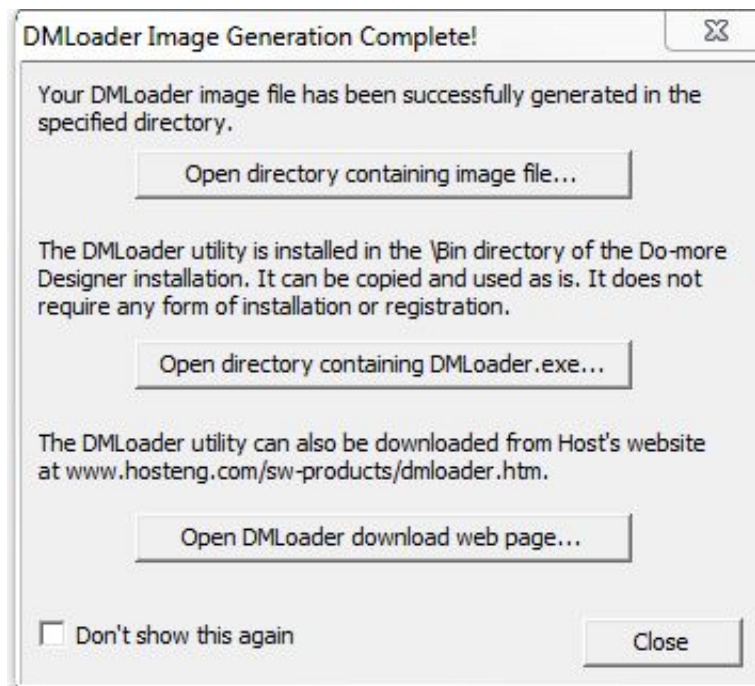 DMLoader Image Generation Complete!
Your DMLoader image file has been successfully generated in the
specified directory.
Open directory containing image file...
The DMLoader utility is installed in the \Bin directory of the Do-more
Designer installation. It can be copied and used as is. It does not
require any form of installation or registration.
Open directory containing DMLoader.exe...
The DMLoader utility can also be downloaded from Host's website
at www.hosteng.com/sw-products/dmloader.htm.
Open DMLoader download web page...
Don't show this again
Close